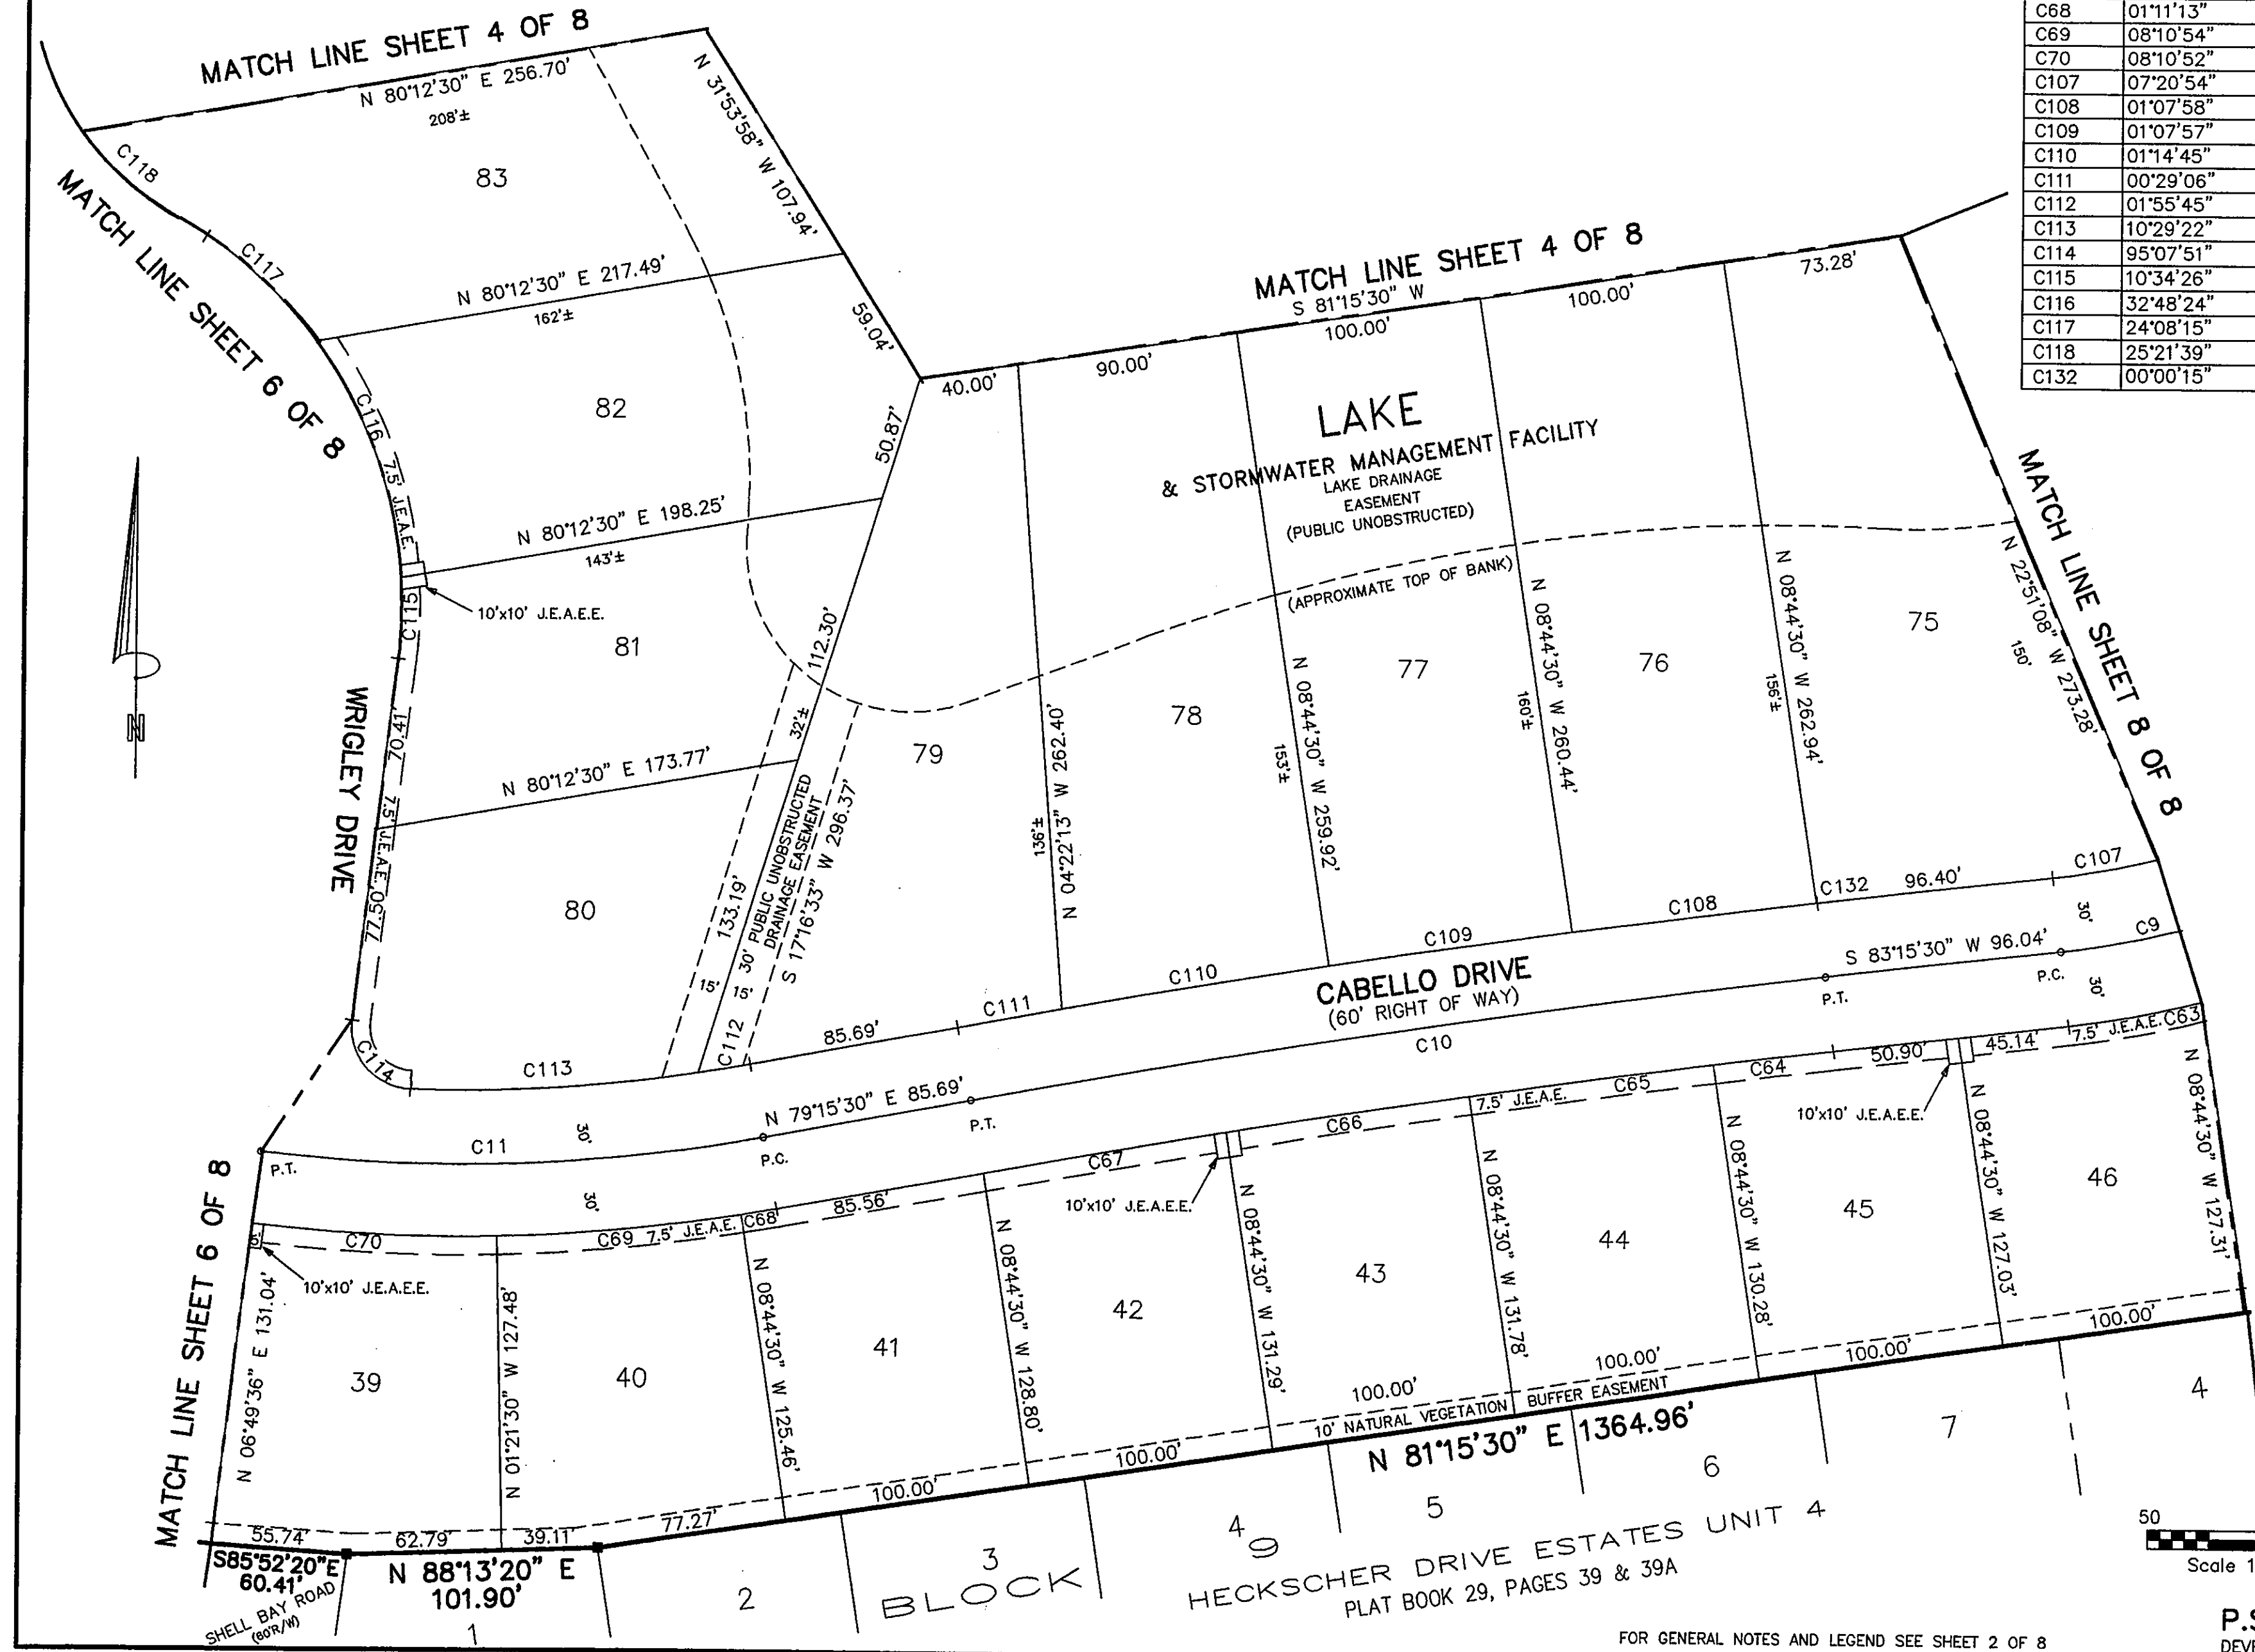 MATCH LINE SHEET 4 OF 8
N 80°12'30" E 256.70'
208'±
N 31°53'58" W 107.94'
83
C118
MATCH LINE SHEET 6 OF 8
C117
N 80°12'30" E 217.49'
162'±
59.04'
82
C116
7.5' J.E.A.E.
50.87'
N 80°12'30" E 198.25'
143'±
10'x10' J.E.A.E.E.
C115
81
112.30'
32'±
WRIGLEY DRIVE
70.41'
7.5' J.E.A.E.
77.50'
N 80°12'30" E 173.77'
80
133.19'
30' PUBLIC UNOBSTRUCTED
DRAINAGE EASEMENT
S 17°16'33" W 296.37'
15'
15'
C112
C114
C113
N
C68 01°11'13"
C69 08°10'54"
C70 08°10'52"
C107 07°20'54"
C108 01°07'58"
C109 01°07'57"
C110 01°14'45"
C111 00°29'06"
C112 01°55'45"
C113 10°29'22"
C114 95°07'51"
C115 10°34'26"
C116 32°48'24"
C117 24°08'15"
C118 25°21'39"
C132 00°00'15"
MATCH LINE SHEET 4 OF 8
S 81°15'30" W
40.00'
90.00'
100.00'
100.00'
73.28'
LAKE
& STORMWATER MANAGEMENT FACILITY
LAKE DRAINAGE
EASEMENT
(PUBLIC UNOBSTRUCTED)
(APPROXIMATE TOP OF BANK)
MATCH LINE SHEET 8 OF 8
N 22°51'08" W 273.28'
150'
75
N 08°44'30" W 262.94'
156'±
76
N 08°44'30" W 260.44'
160'±
77
N 08°44'30" W 259.92'
153'±
78
N 04°22'13" W 262.40'
136'±
79
85.69'
C111
C110
C109
C108
C132
96.40'
C107
CABELLO DRIVE
(60' RIGHT OF WAY)
S 83°15'30" W 96.04'
30'
C9
P.T.
P.C.
30'
C10
N 79°15'30" E 85.69'
P.T.
P.C.
C11
30'
30'
P.T.
MATCH LINE SHEET 6 OF 8
5'
C70
10'x10' J.E.A.E.E.
C69
7.5' J.E.A.E.
C68
85.56'
C67
10'x10' J.E.A.E.E.
C66
7.5' J.E.A.E.
C65
C64
50.90'
10'x10' J.E.A.E.E.
45.14'
7.5' J.E.A.E.
C63
N 06°49'36" E 131.04'
39
N 01°21'30" W 127.48'
40
N 08°44'30" W 125.46'
41
N 08°44'30" W 128.80'
42
N 08°44'30" W 131.29'
43
N 08°44'30" W 131.78'
44
N 08°44'30" W 130.28'
45
N 08°44'30" W 127.03'
46
N 08°44'30" W 127.31'
55.74'
62.79'
39.11'
77.27'
100.00'
100.00'
100.00'
100.00'
100.00'
100.00'
10' NATURAL VEGETATION BUFFER EASEMENT
N 81°15'30" E 1364.96'
S85°52'20"E
60.41'
N 88°13'20" E
101.90'
SHELL BAY ROAD
(60'R/W)
1
2
3
4
5
6
7
4
BLOCK 9
HECKSCHER DRIVE ESTATES UNIT 4
PLAT BOOK 29, PAGES 39 & 39A
50
Scale 1
P.S
DEVE
FOR GENERAL NOTES AND LEGEND SEE SHEET 2 OF 8